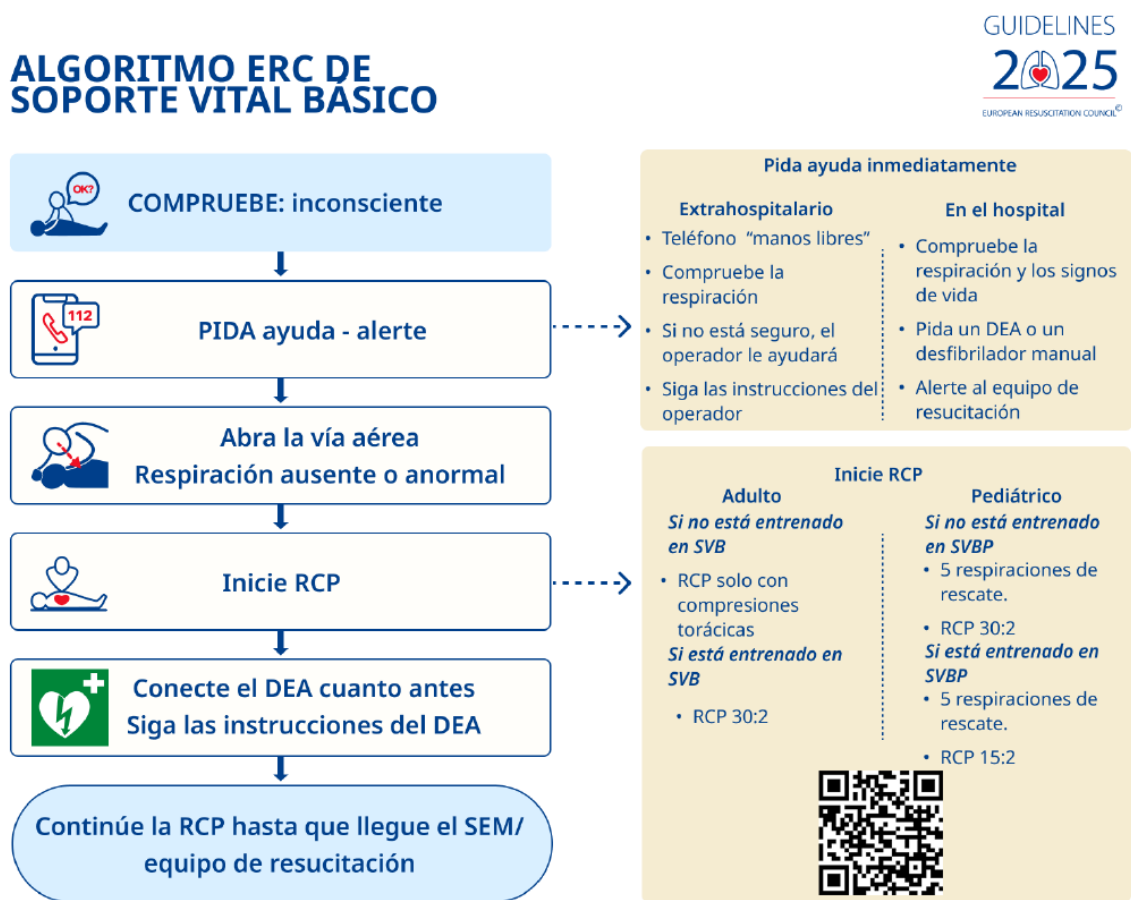 GUIDELINES
2025
EUROPEAN RESUSCITATION COUNCIL©
ALGORITMO ERC DE
SOPORTE VITAL BÁSICO
OK?
COMPRUEBE: inconsciente
112
PIDA ayuda - alerte
Abra la vía aérea
Respiración ausente o anormal
Inicie RCP
Conecte el DEA cuanto antes
Siga las instrucciones del DEA
Continúe la RCP hasta que llegue el SEM/
equipo de resucitación
Pida ayuda inmediatamente
Extrahospitalario
• Teléfono “manos libres”
• Compruebe la
respiración
• Si no está seguro, el
operador le ayudará
• Siga las instrucciones del
operador
En el hospital
• Compruebe la
respiración y los signos
de vida
• Pida un DEA o un
desfibrilador manual
• Alerte al equipo de
resucitación
Inicie RCP
Adulto
Si no está entrenado
en SVB
• RCP solo con
compresiones
torácicas
Si está entrenado en
SVB
• RCP 30:2
Pediátrico
Si no está entrenado
en SVBP
• 5 respiraciones de
rescate.
• RCP 30:2
Si está entrenado en
SVBP
• 5 respiraciones de
rescate.
• RCP 15:2